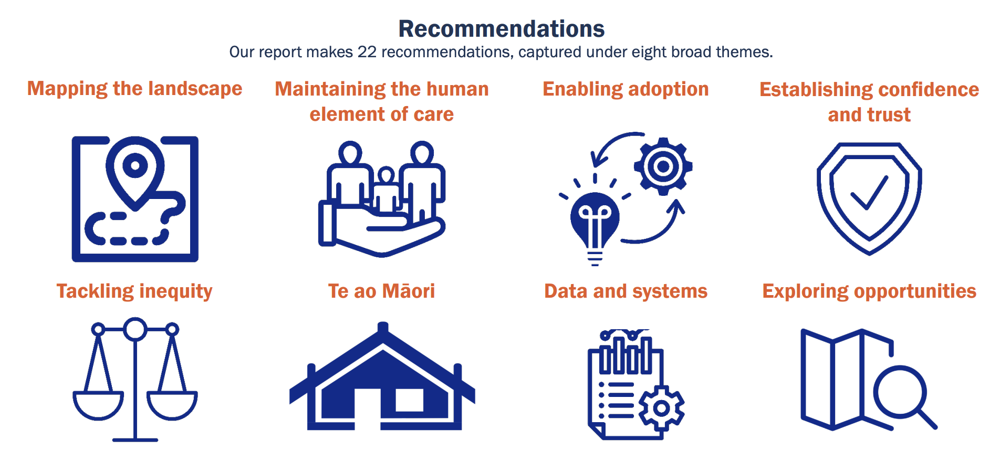 Recommendations
Our report makes 22 recommendations, captured under eight broad themes.
Mapping the landscape
Maintaining the human
element of care
Enabling adoption
Establishing confidence
and trust
Tackling inequity
Te ao Māori
Data and systems
Exploring opportunities